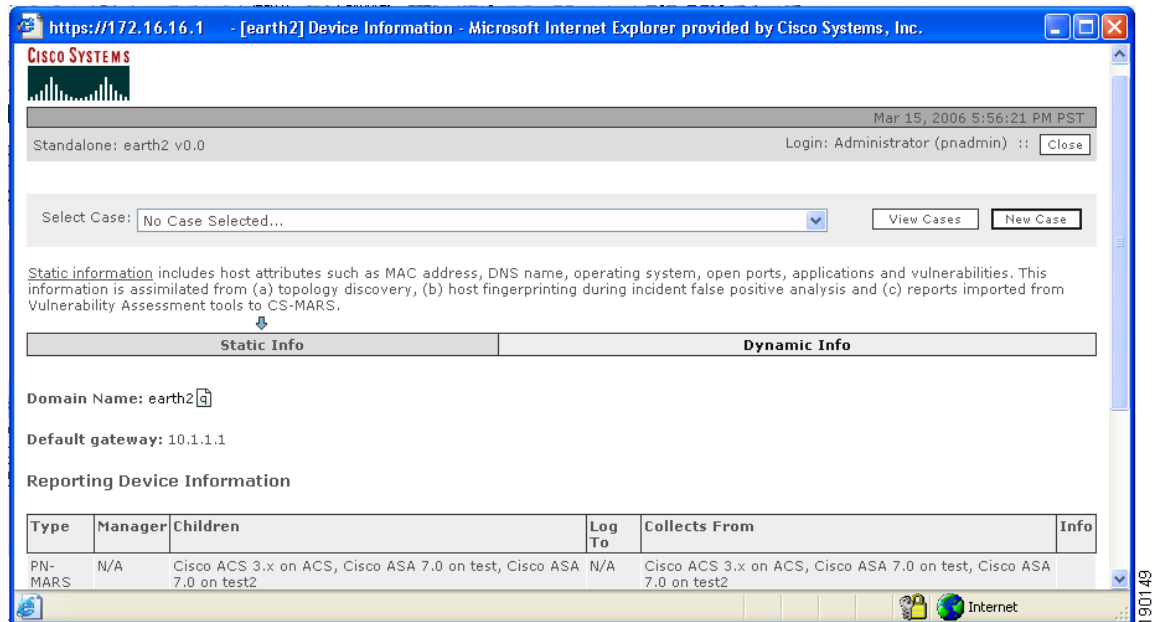 https://172.16.16.1 - [earth2] Device Information - Microsoft Internet Explorer provided by Cisco Systems, Inc.
CISCO SYSTEMS
Mar 15, 2006 5:56:21 PM PST
Standalone: earth2 v0.0 Login: Administrator (pnadmin) :: Close
Select Case: No Case Selected... View Cases New Case
Static information includes host attributes such as MAC address, DNS name, operating system, open ports, applications and vulnerabilities. This
information is assimilated from (a) topology discovery, (b) host fingerprinting during incident false positive analysis and (c) reports imported from
Vulnerability Assessment tools to CS-MARS.
Static Info Dynamic Info
Domain Name: earth2 q
Default gateway: 10.1.1.1
Reporting Device Information
Type Manager Children Log To Collects From Info
PN-MARS N/A Cisco ACS 3.x on ACS, Cisco ASA 7.0 on test, Cisco ASA 7.0 on test2 N/A Cisco ACS 3.x on ACS, Cisco ASA 7.0 on test, Cisco ASA 7.0 on test2
Internet
190149